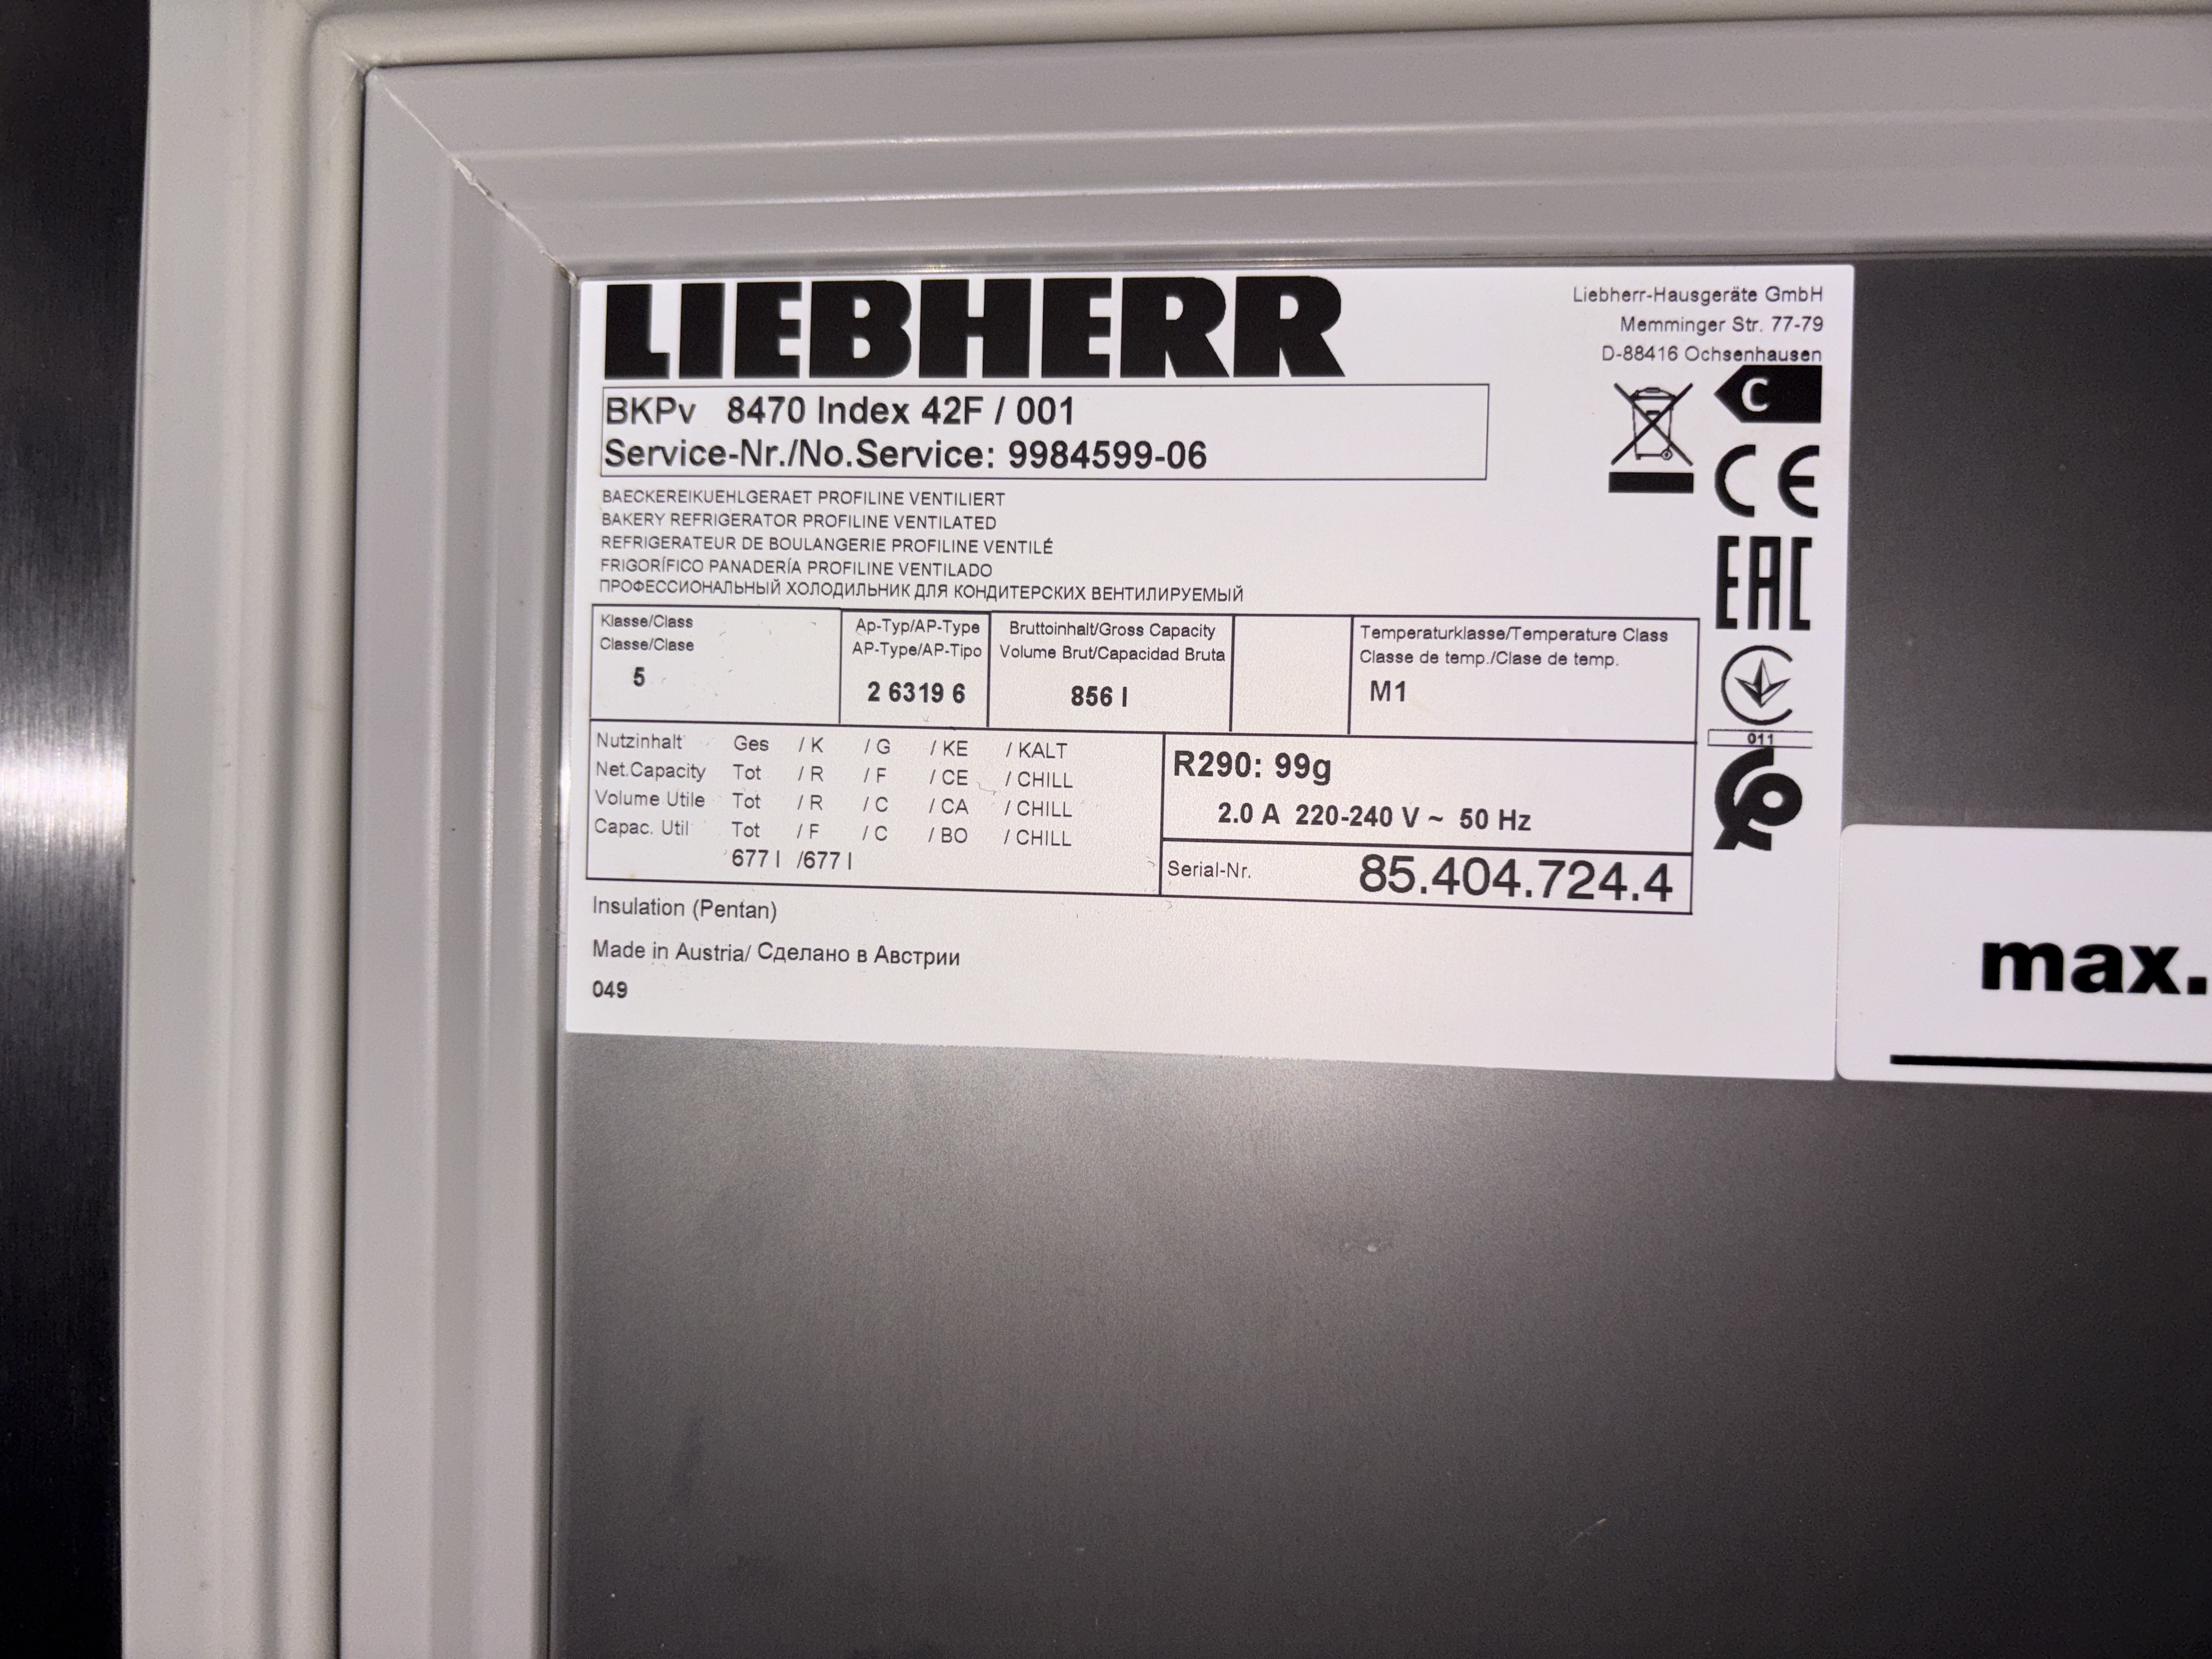 LIEBHERR
Liebherr-Hausgeräte GmbH
Memminger Str. 77-79
D-88416 Ochsenhausen
BKPv 8470 Index 42F / 001
Service-Nr./No.Service: 9984599-06
C
CE
EAC
011
BAECKEREIKUEHLGERAET PROFILINE VENTILIERT
BAKERY REFRIGERATOR PROFILINE VENTILATED
REFRIGERATEUR DE BOULANGERIE PROFILINE VENTILÉ
FRIGORÍFICO PANADERÍA PROFILINE VENTILADO
ПРОФЕССИОНАЛЬНЫЙ ХОЛОДИЛЬНИК ДЛЯ КОНДИТЕРСКИХ ВЕНТИЛИРУЕМЫЙ
Klasse/Class
Classe/Clase
5
Ap-Typ/AP-Type
AP-Type/AP-Tipo
2 6319 6
Bruttoinhalt/Gross Capacity
Volume Brut/Capacidad Bruta
856 l
Temperaturklasse/Temperature Class
Classe de temp./Clase de temp.
M1
Nutzinhalt Ges / K / G / KE / KALT
Net.Capacity Tot / R / F / CE / CHILL
Volume Utile Tot / R / C / CA / CHILL
Capac. Util Tot / F / C / BO / CHILL
677 l /677 l
R290: 99g
2.0 A 220-240 V ~ 50 Hz
Serial-Nr. 85.404.724.4
Insulation (Pentan)
Made in Austria/ Сделано в Австрии
049
max.